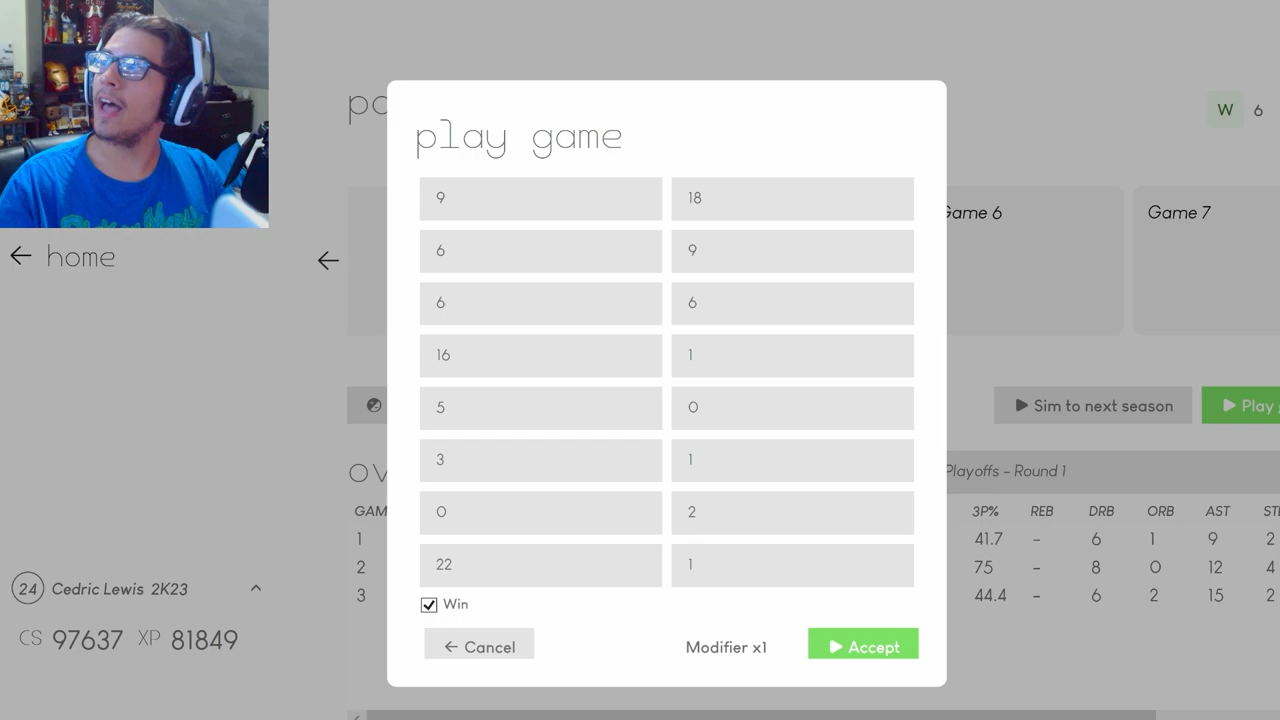 po
W 6
play game
9 18
Game 6
Game 7
6 9
← home
←
6 6
16 1
5 0
Sim to next season
Play
3 1
OV
Playoffs - Round 1
GAM 3P% REB DRB ORB AST ST
0 2
1 41.7 - 6 1 9 2
2 75 - 8 0 12 4
22 1
3 44.4 - 6 2 15 2
24 Cedric Lewis 2K23
Win
CS 97637 XP 81849
← Cancel
Modifier x1
Accept